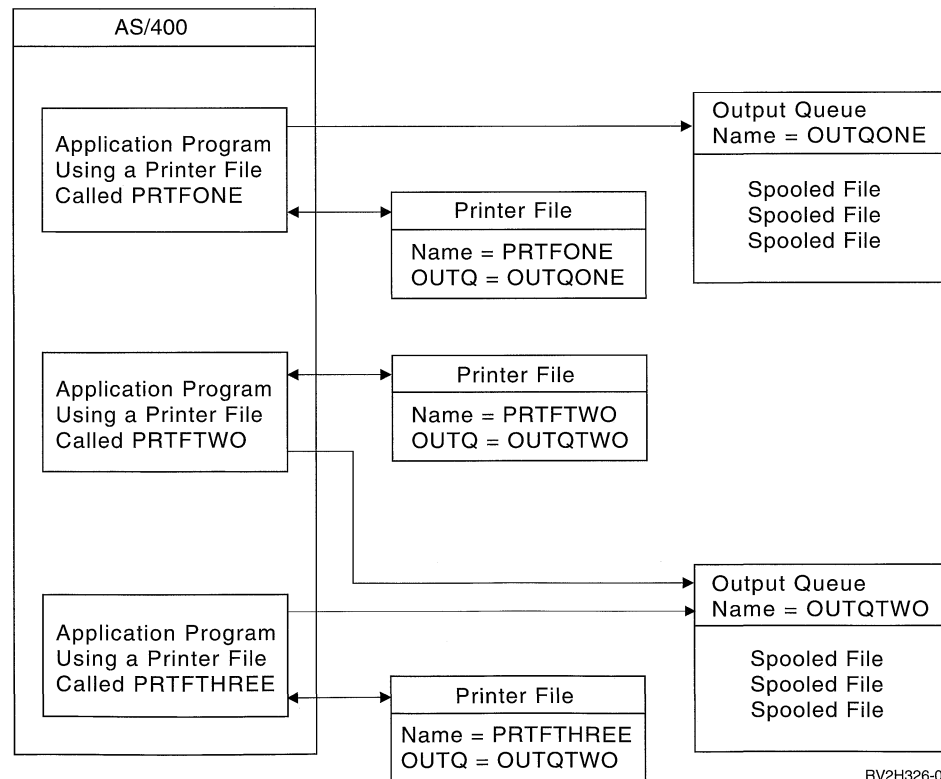 AS/400
Application Program
Using a Printer File
Called PRTFONE
Output Queue
Name = OUTQONE
Spooled File
Spooled File
Spooled File
Printer File
Name = PRTFONE
OUTQ = OUTQONE
Application Program
Using a Printer File
Called PRTFTWO
Printer File
Name = PRTFTWO
OUTQ = OUTQTWO
Output Queue
Name = OUTQTWO
Spooled File
Spooled File
Spooled File
Application Program
Using a Printer File
Called PRTFTHREE
Printer File
Name = PRTFTHREE
OUTQ = OUTQTWO
RV2H326-0